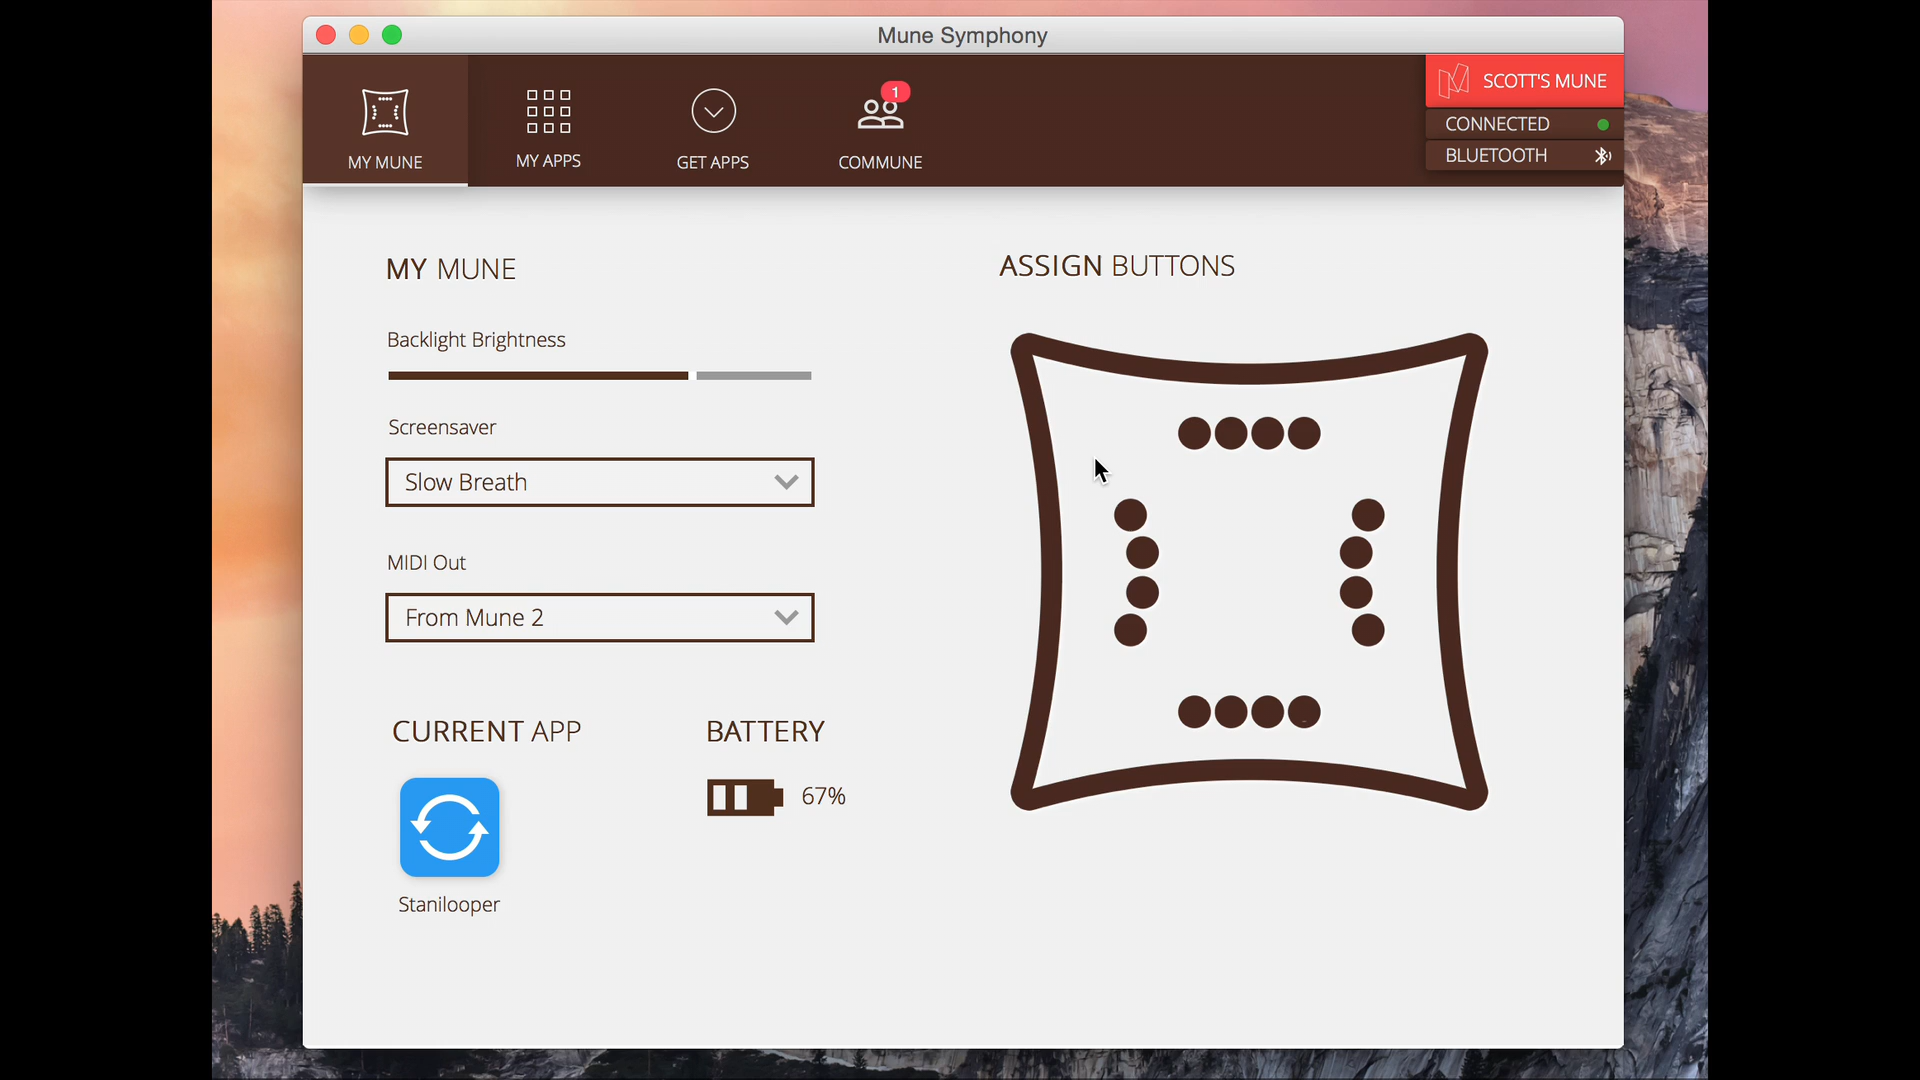 Mune Symphony
MY MUNE
MY APPS
GET APPS
1
COMMUNE
SCOTT'S MUNE
CONNECTED
BLUETOOTH
MY MUNE
Backlight Brightness
Screensaver
Slow Breath
MIDI Out
From Mune 2
CURRENT APP
Stanilooper
BATTERY
67%
ASSIGN BUTTONS